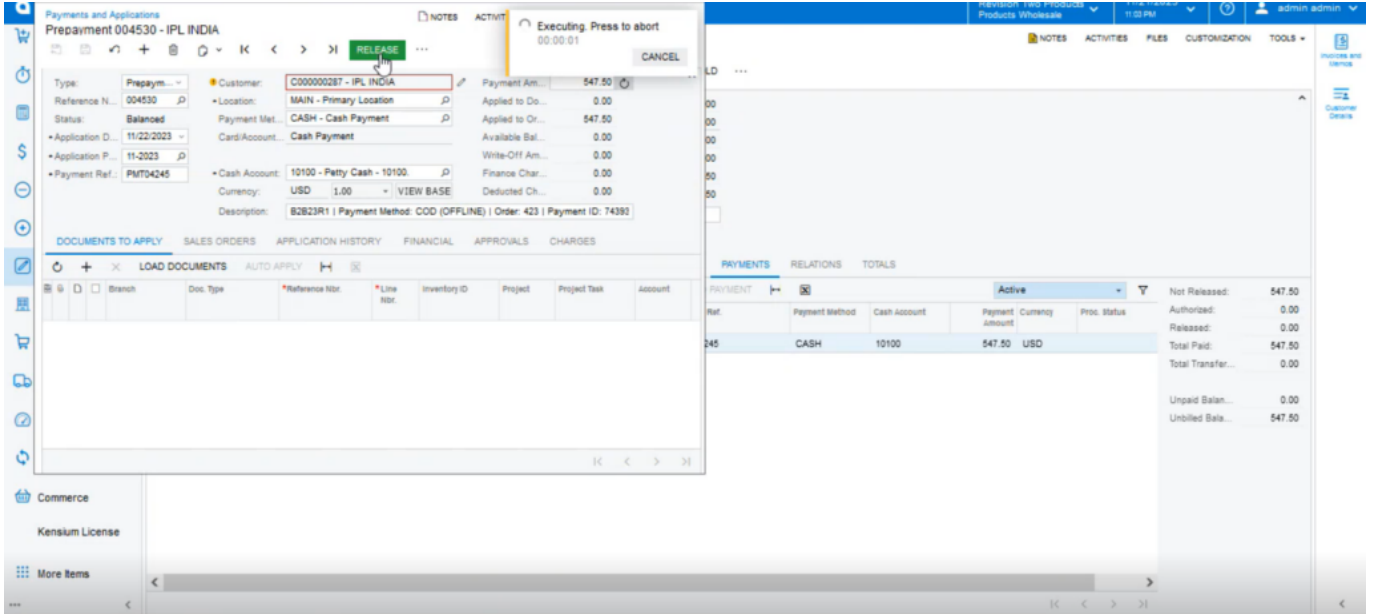 Revision Two Products
Products Wholesale
11:03 PM
admin admin
Payments and Applications
Prepayment 004530 - IPL INDIA
NOTES
Executing. Press to abort
00:00:01
CANCEL
NOTES ACTIVITIES FILES CUSTOMIZATION TOOLS
RELEASE
Type: Prepaym...
Customer: C000000287 - IPL INDIA
Payment Am... 547.50
Reference N... 004530
Location: MAIN - Primary Location
Applied to Do... 0.00
Status: Balanced
Payment Met... CASH - Cash Payment
Applied to Or... 547.50
Application D... 11/22/2023
Card/Account... Cash Payment
Available Bal... 0.00
Application P... 11-2023
Write-Off Am... 0.00
Payment Ref.: PMT04245
Cash Account: 10100 - Petty Cash - 10100.
Finance Char... 0.00
Currency: USD 1.00 VIEW BASE
Deducted Ch... 0.00
Description: B2B23R1 | Payment Method: COD (OFFLINE) | Order: 423 | Payment ID: 74393
DOCUMENTS TO APPLY SALES ORDERS APPLICATION HISTORY FINANCIAL APPROVALS CHARGES
LOAD DOCUMENTS AUTO APPLY
Branch Doc. Type *Reference Nbr. *Line Nbr. Inventory ID Project Project Task Account
PAYMENTS RELATIONS TOTALS
PAYMENT
Active
Ref. Payment Method Cash Account Payment Amount Currency Proc. Status
245 CASH 10100 547.50 USD
Not Released: 547.50
Authorized: 0.00
Released: 0.00
Total Paid: 547.50
Total Transfer... 0.00
Unpaid Balan... 0.00
Unbilled Bala... 547.50
Invoices and Memos
Customer Details
Commerce
Kensium License
More Items